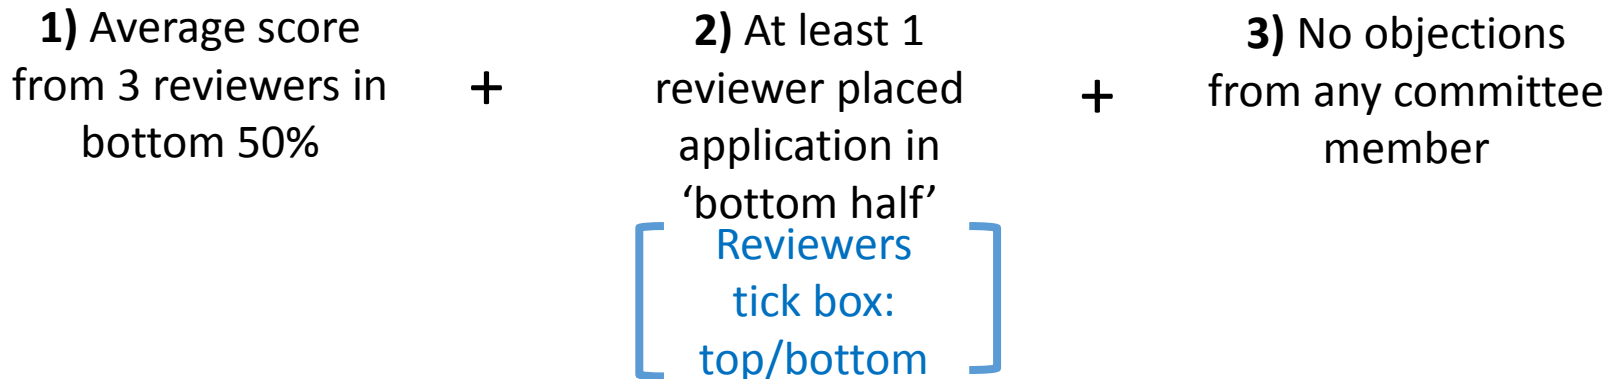 1) Average score
from 3 reviewers in
bottom 50%
+
2) At least 1
reviewer placed
application in
‘bottom half’
Reviewers
tick box:
top/bottom
+
3) No objections
from any committee
member